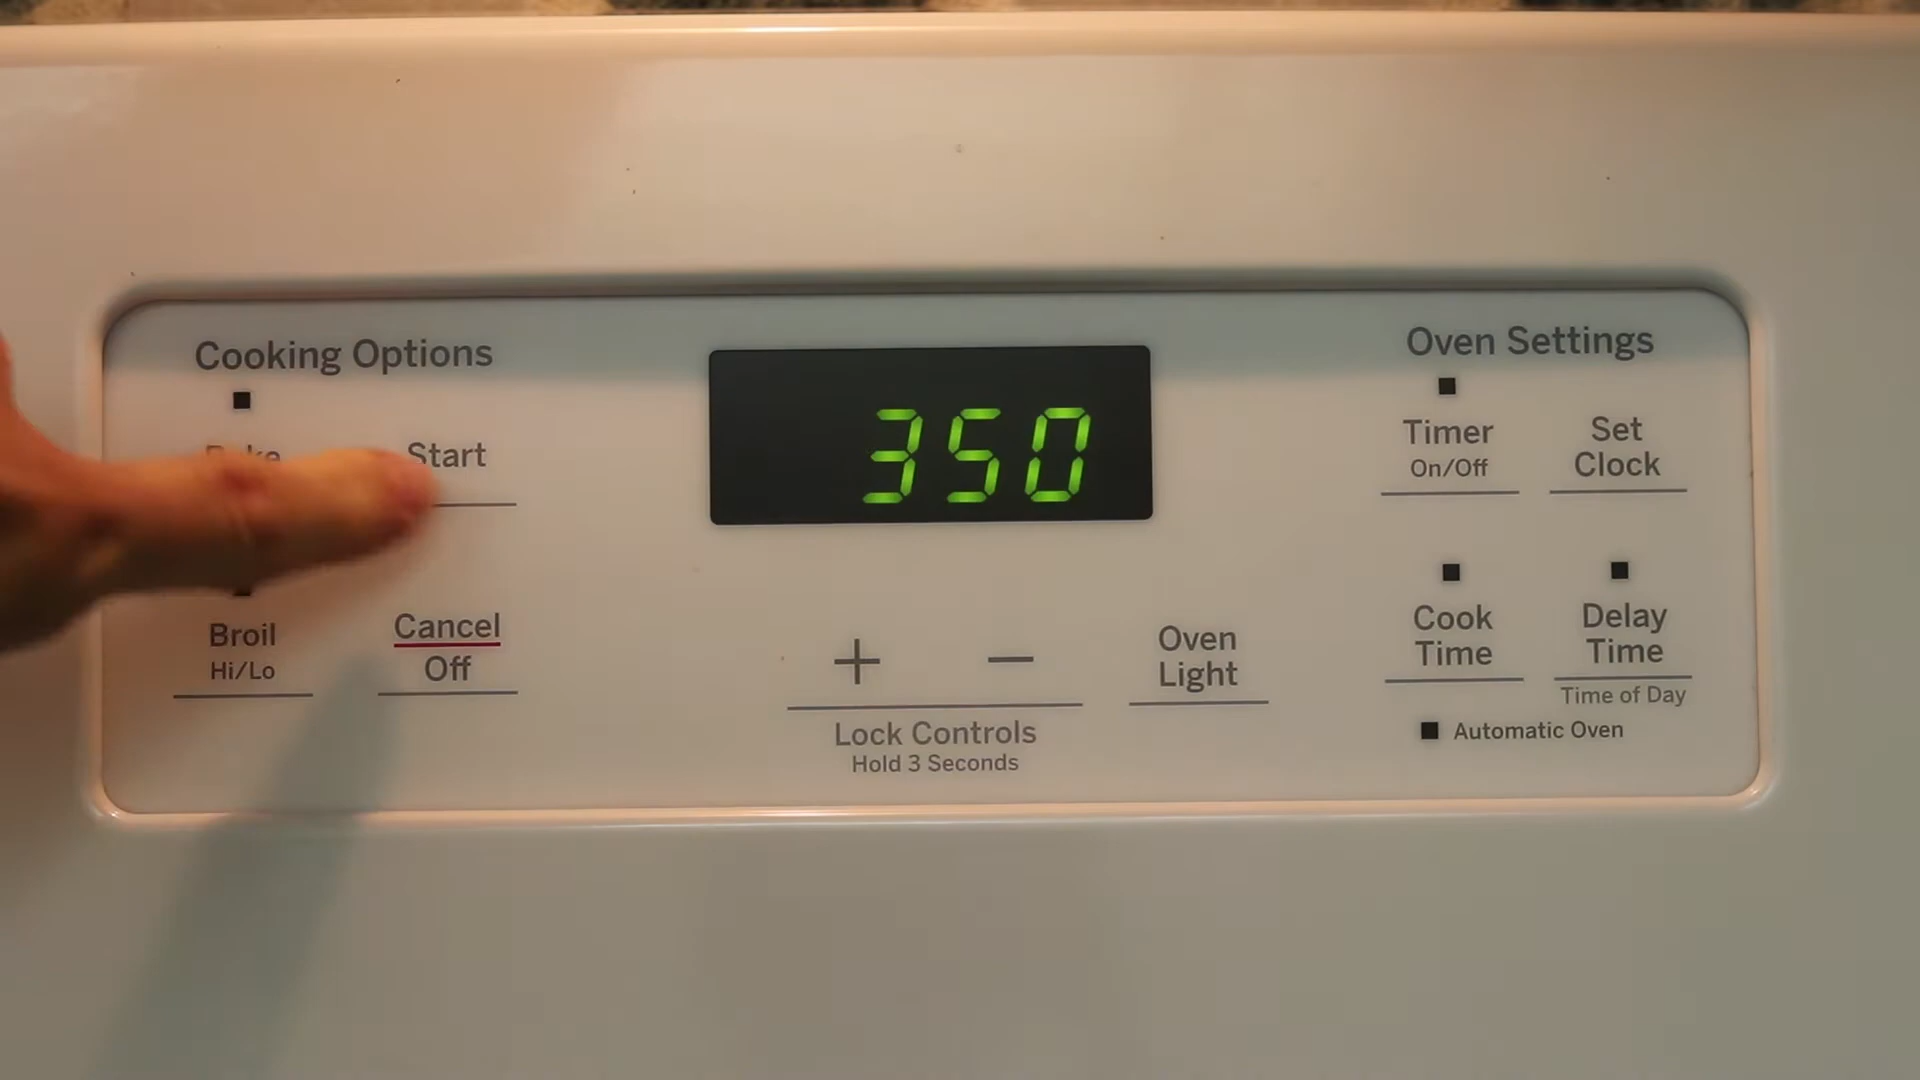 Cooking Options
Start
Broil
Hi/Lo
Cancel
Off
350
+ −
Lock Controls
Hold 3 Seconds
Oven
Light
Oven Settings
Timer
On/Off
Set
Clock
Cook
Time
Delay
Time
Time of Day
Automatic Oven